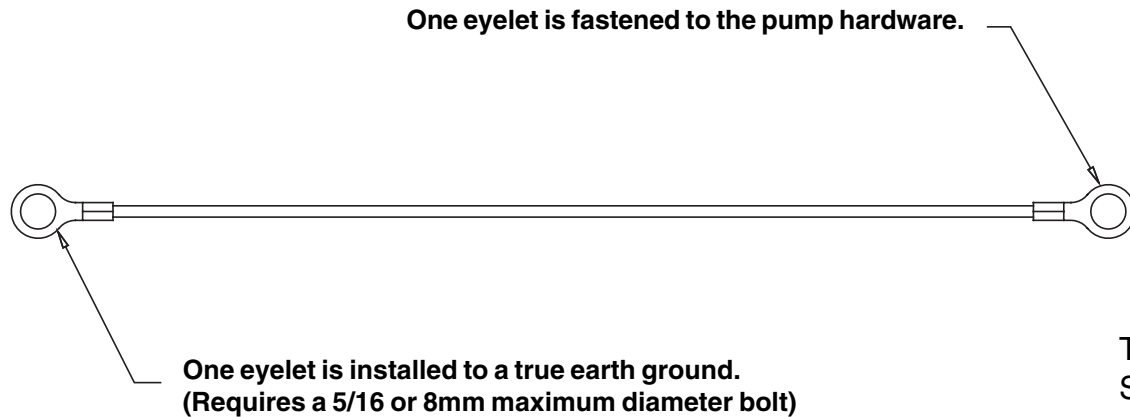 One eyelet is fastened to the pump hardware.
One eyelet is installed to a true earth ground.
(Requires a 5/16 or 8mm maximum diameter bolt)